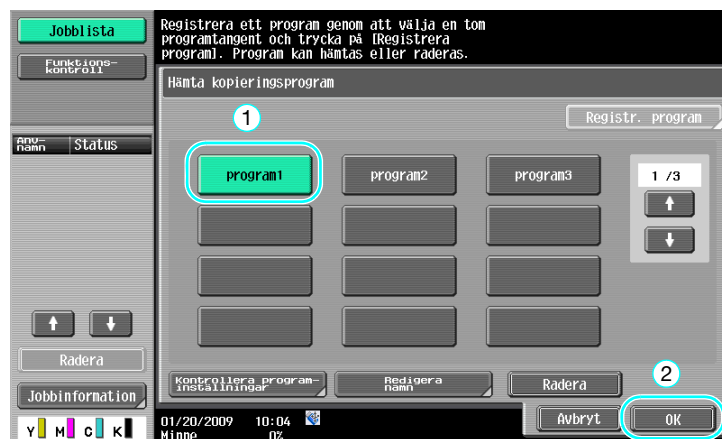 Jobblista
Funktions-
kontroll
Anv-
namn
Status
Radera
Jobbinformation
Y M C K
Registrera ett program genom att välja en tom
programtangent och trycka på [Registrera
program]. Program kan hämtas eller raderas.
Hämta kopieringsprogram
1
Registr. program
program1
program2
program3
1 /3
Kontrollera program-
inställningar
Redigera
namn
Radera
2
01/20/2009 10:04
Minne 0%
Avbryt
OK